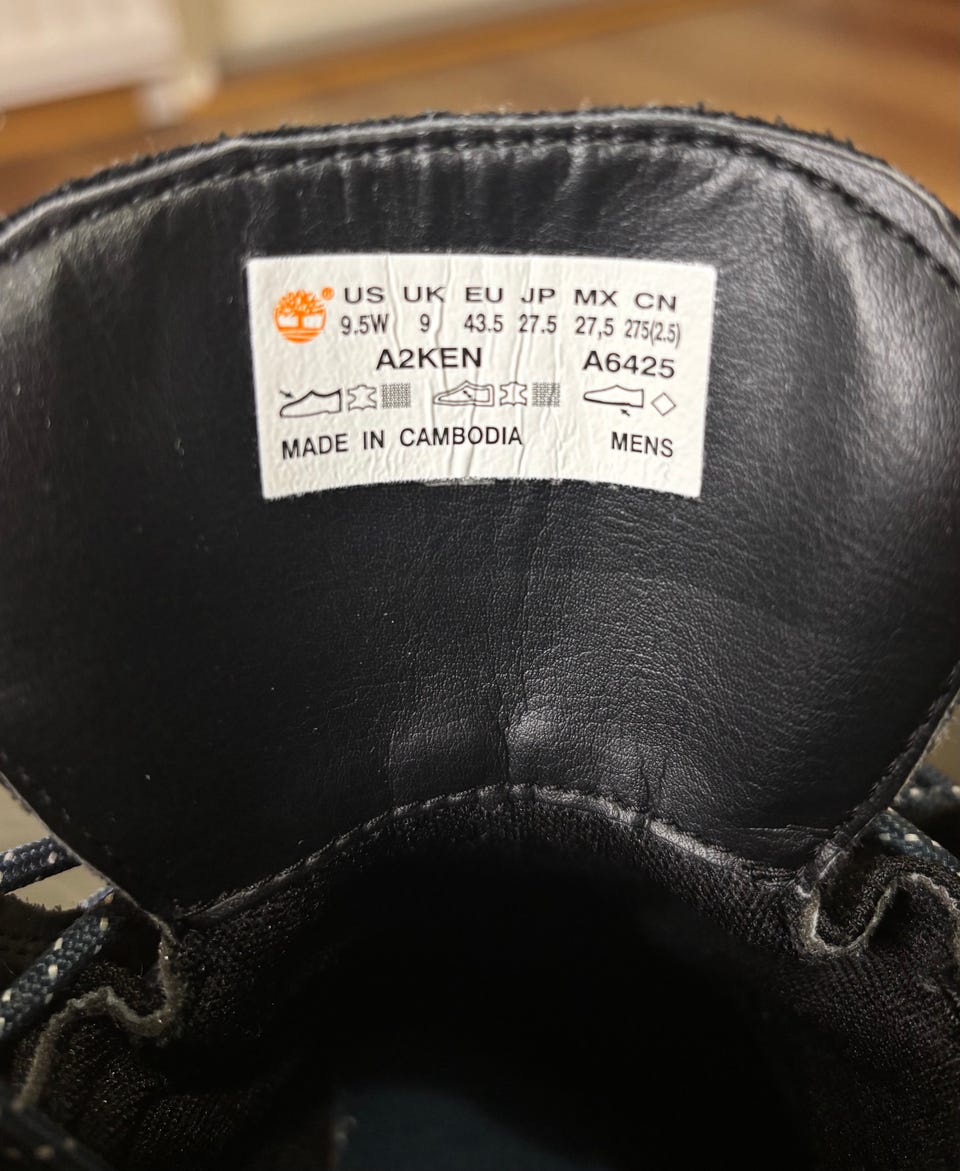 ® US UK EU JP MX CN
9.5W 9 43.5 27.5 27,5 275(2.5)
A2KEN A6425
MADE IN CAMBODIA MENS